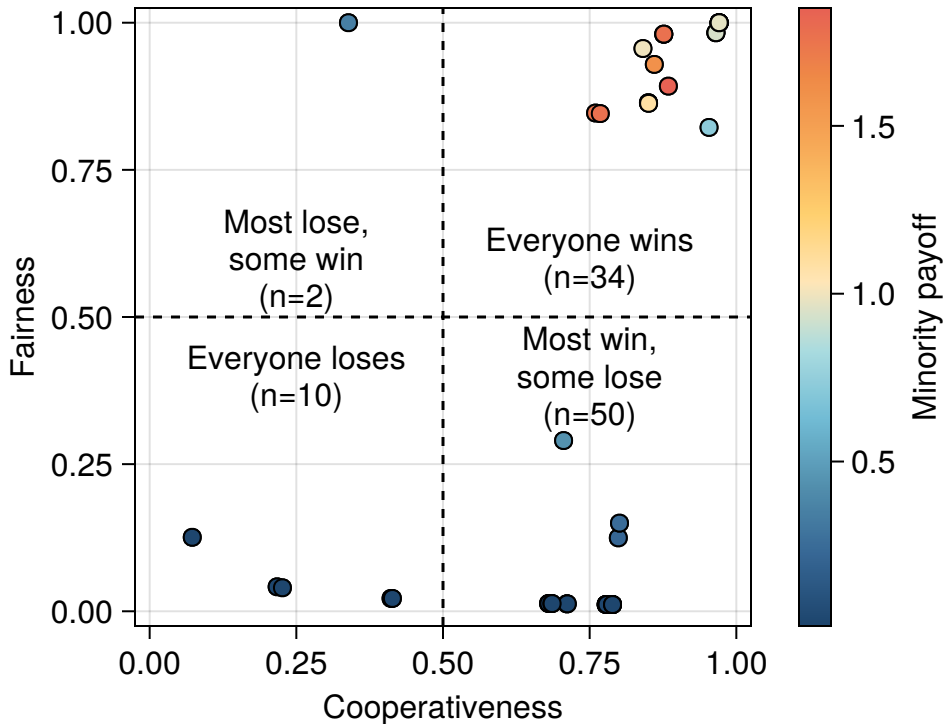 1.00
0.75
0.50
0.25
0.00
Fairness
Most lose,
some win
(n=2)
Everyone wins
(n=34)
Everyone loses
(n=10)
Most win,
some lose
(n=50)
0.00 0.25 0.50 0.75 1.00
Cooperativeness
1.5
1.0
0.5
Minority payoff